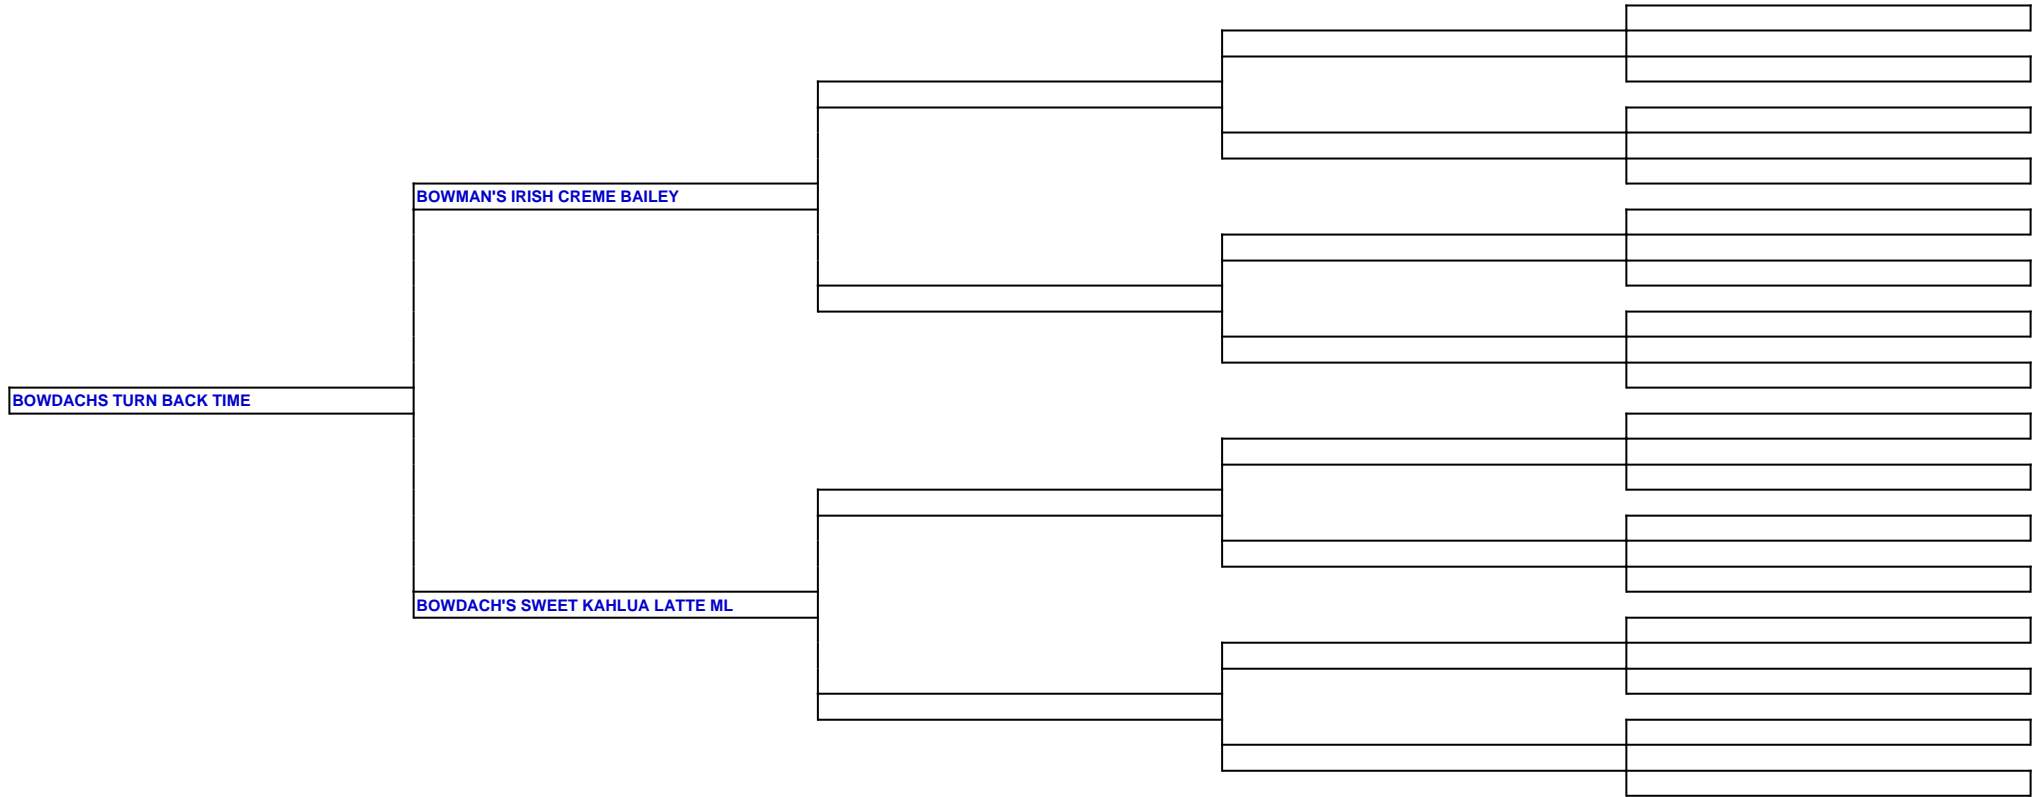 BOWMAN'S IRISH CREME BAILEY
BOWDACHS TURN BACK TIME
BOWDACH'S SWEET KAHLUA LATTE ML